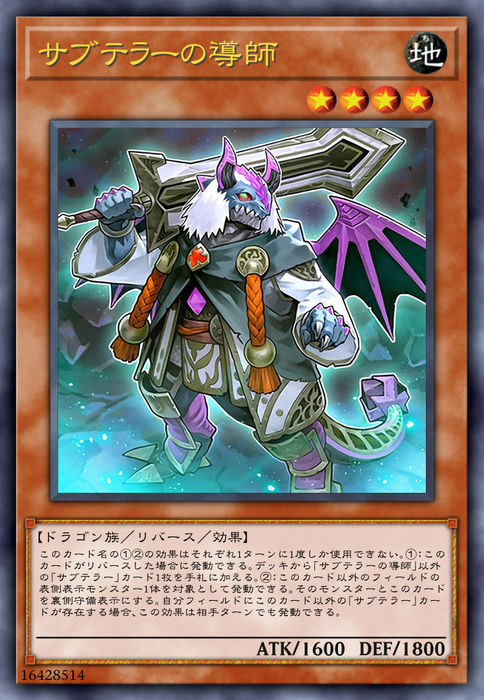 サブテラーの導師
ち
地
【ドラゴン族／リバース／効果】
このカード名の①②の効果はそれぞれ1ターンに1度しか使用できない。①：この
カードがリバースした場合に発動できる。デッキから「サブテラーの導師」以外
の「サブテラー」カード1枚を手札に加える。②：このカード以外のフィールドの
表側表示モンスター1体を対象として発動できる。そのモンスターとこのカード
を裏側守備表示にする。自分フィールドにこのカード以外の「サブテラー」カー
ドが存在する場合、この効果は相手ターンでも発動できる。
ATK/1600 DEF/1800
16428514